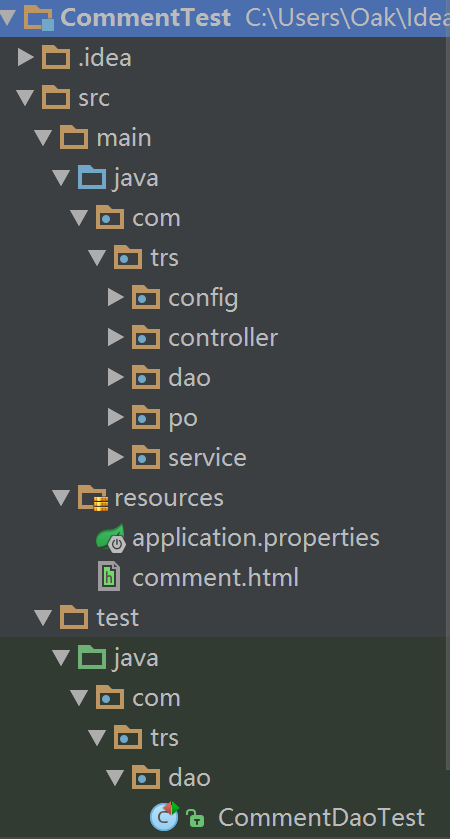 CommentTest C:\Users\Oak\Idea
.idea
src
main
java
com
trs
config
controller
dao
po
service
resources
application.properties
comment.html
test
java
com
trs
dao
CommentDaoTest